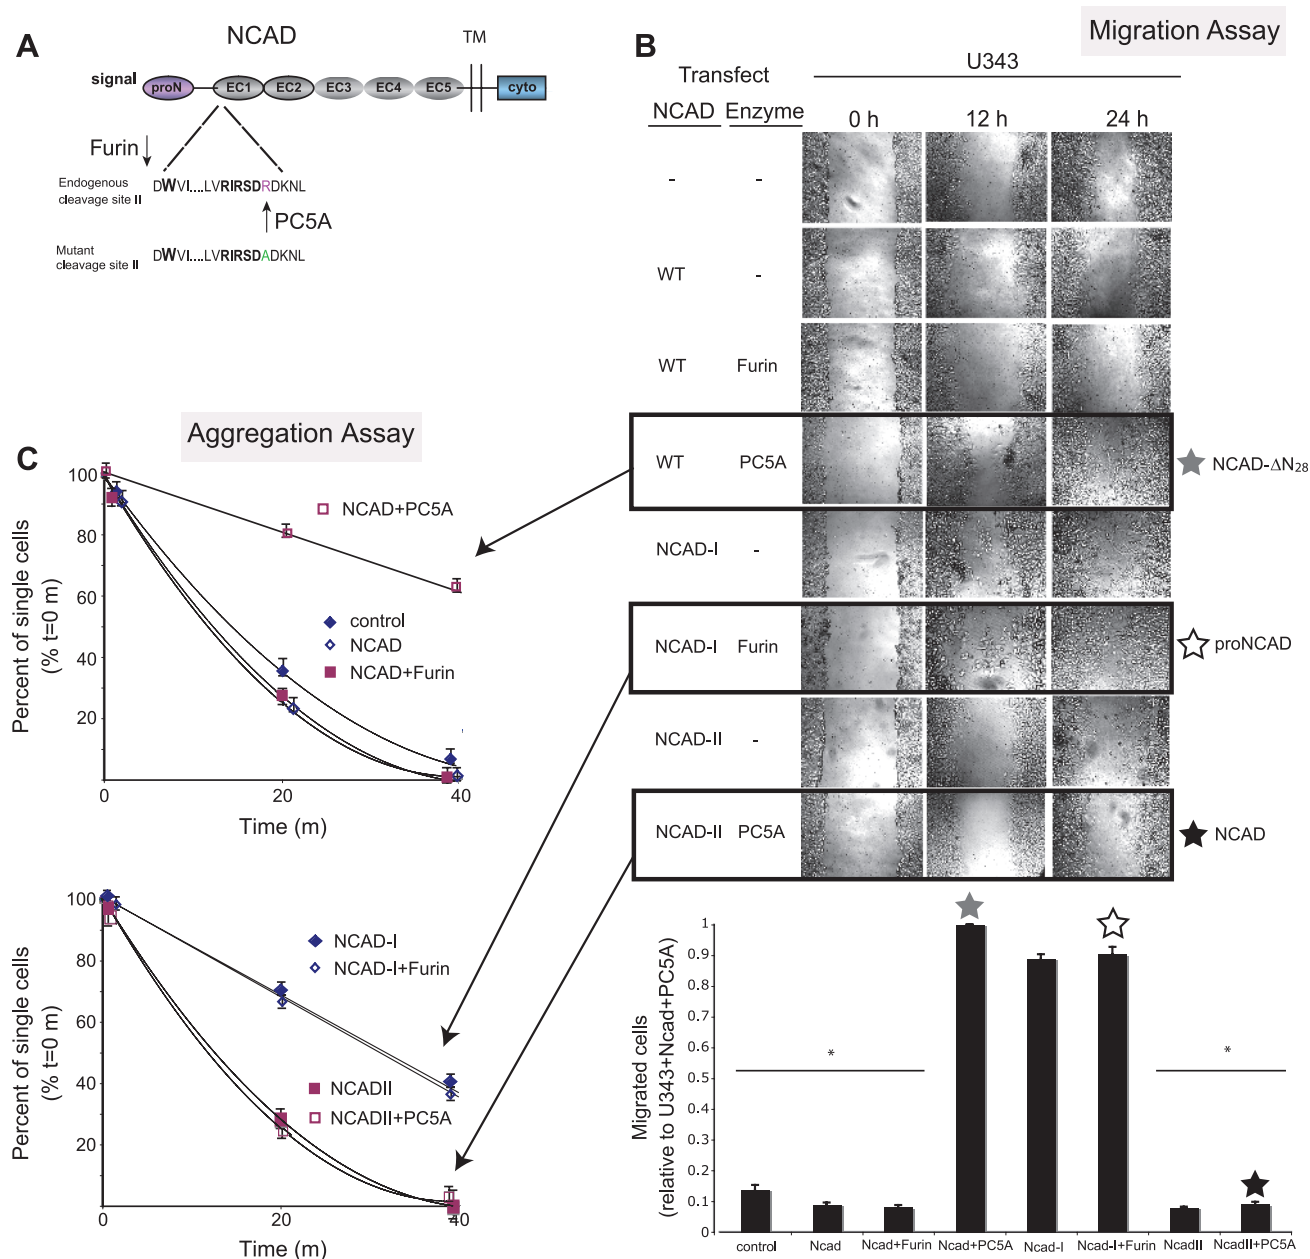 A
NCAD
TM
signal
proN
EC1
EC2
EC3
EC4
EC5
cyto
Furin
Endogenous
cleavage site II
DWVI....LVRIRSDRDKNL
PC5A
Mutant
cleavage site II
DWVI....LVRIRSDADKNL
B
Migration Assay
U343
Transfect
NCAD Enzyme
0 h 12 h 24 h
- -
WT -
WT Furin
WT PC5A
NCAD-ΔN28
NCAD-I -
NCAD-I Furin
proNCAD
NCAD-II -
NCAD-II PC5A
NCAD
Migrated cells
(relative to U343+Ncad+PC5A)
1
0.9
0.8
0.7
0.6
0.5
0.4
0.3
0.2
0.1
0
*
*
control Ncad Ncad+Furin Ncad+PC5A Ncad-I Ncad-I+Furin NcadII NcadII+PC5A
C
Aggregation Assay
Percent of single cells
(% t=0 m)
100
80
60
40
20
0 20 40
Time (m)
NCAD+PC5A
control
NCAD
NCAD+Furin
Percent of single cells
(% t=0 m)
100
80
60
40
20
0 20 40
Time (m)
NCAD-I
NCAD-I+Furin
NCADII
NCADII+PC5A